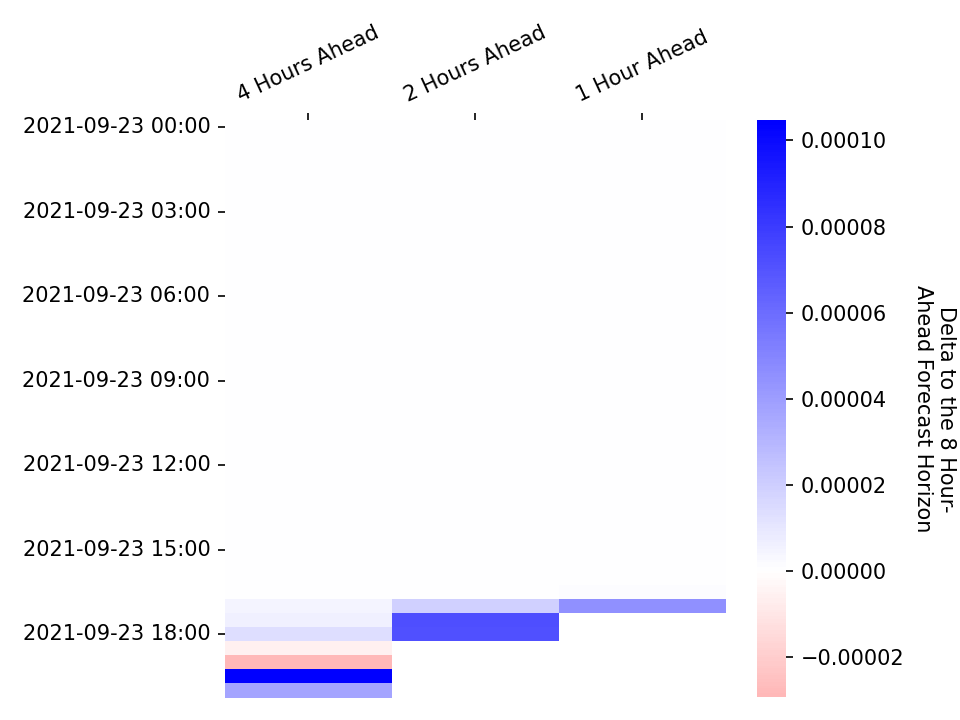 4 Hours Ahead
2 Hours Ahead
1 Hour Ahead
2021-09-23 00:00
2021-09-23 03:00
2021-09-23 06:00
2021-09-23 09:00
2021-09-23 12:00
2021-09-23 15:00
2021-09-23 18:00
0.00010
0.00008
0.00006
0.00004
0.00002
0.00000
−0.00002
Delta to the 8 Hour-
Ahead Forecast Horizon